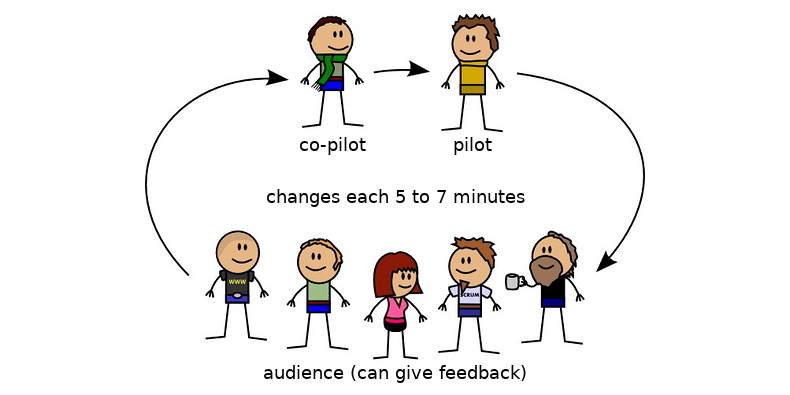 co-pilot
pilot
changes each 5 to 7 minutes
WWW
SCRUM
audience (can give feedback)